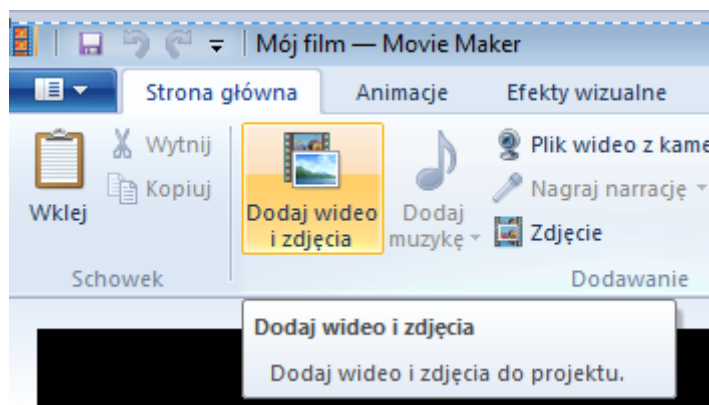 Mój film — Movie Maker
Strona główna Animacje Efekty wizualne
Wklej
Wytnij
Kopiuj
Schowek
Dodaj wideo
i zdjęcia
Dodaj
muzykę
Plik wideo z kame
Nagraj narrację
Zdjęcie
Dodawanie
Dodaj wideo i zdjęcia
Dodaj wideo i zdjęcia do projektu.